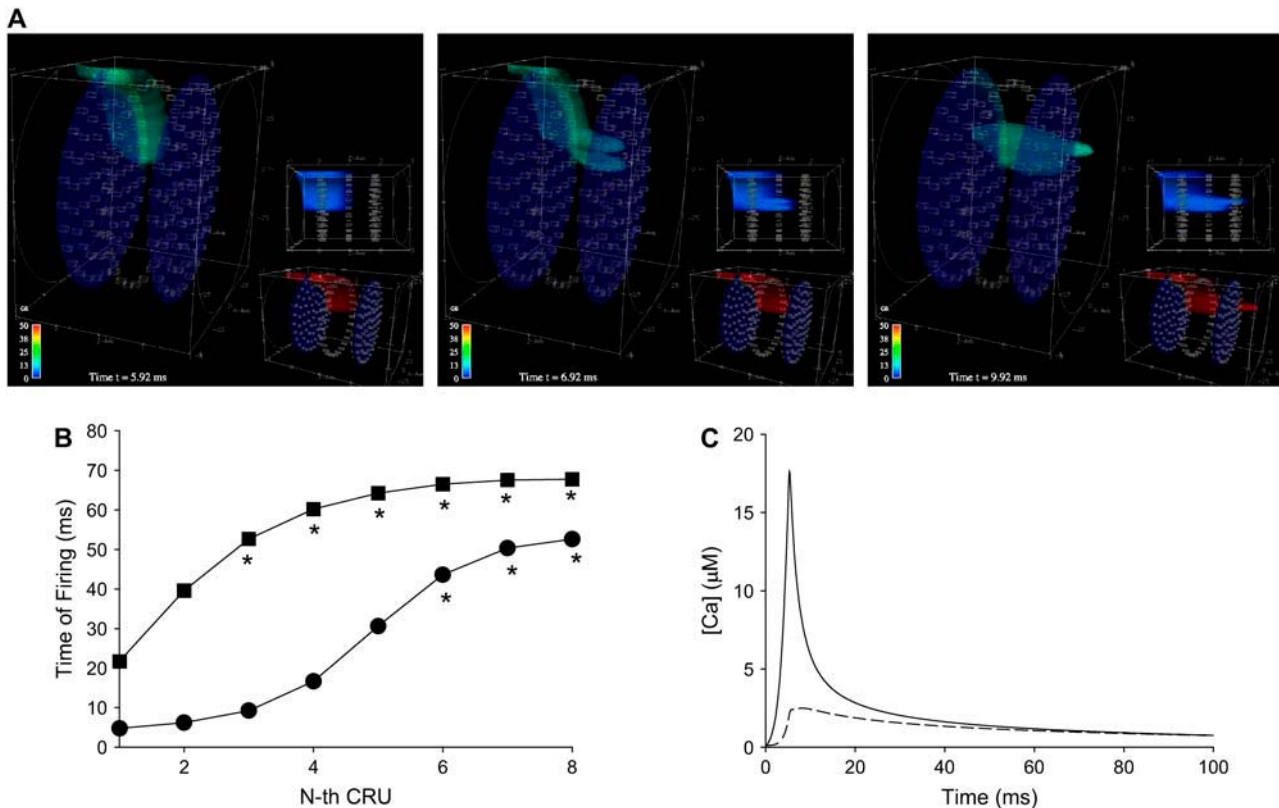 A
CB
50
38
25
13
0
Time t = 5.92 ms
CB
50
38
25
13
0
Time t = 6.92 ms
CB
50
38
25
13
0
Time t = 9.92 ms
B
Time of Firing (ms)
80
70
60
50
40
30
20
10
0
* * * * * *
* * *
2 4 6 8
N-th CRU
C
[Ca] (μM)
20
15
10
5
0
0 20 40 60 80 100
Time (ms)